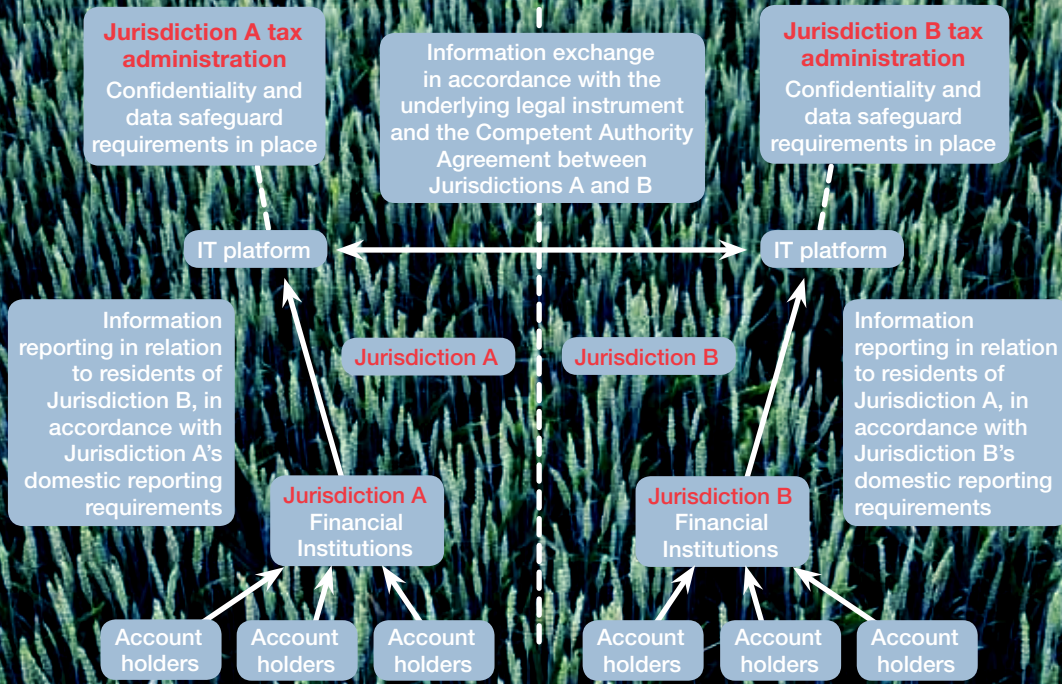 Jurisdiction A tax
administration
Confidentiality and
data safeguard
requirements in place
Information exchange
in accordance with the
underlying legal instrument
and the Competent Authority
Agreement between
Jurisdictions A and B
Jurisdiction B tax
administration
Confidentiality and
data safeguard
requirements in place
IT platform
IT platform
Information
reporting in relation
to residents of
Jurisdiction B, in
accordance with
Jurisdiction A’s
domestic reporting
requirements
Jurisdiction A
Jurisdiction B
Information
reporting in relation
to residents of
Jurisdiction A, in
accordance with
Jurisdiction B’s
domestic reporting
requirements
Jurisdiction A
Financial
Institutions
Jurisdiction B
Financial
Institutions
Account
holders
Account
holders
Account
holders
Account
holders
Account
holders
Account
holders